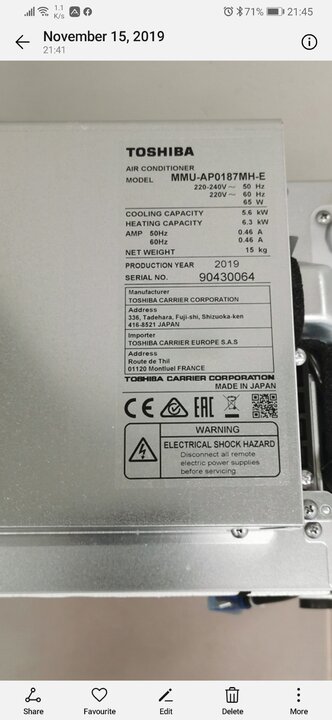 1.1
K/s
71%
21:45
November 15, 2019
21:41
TOSHIBA
AIR CONDITIONER
MODEL MMU-AP0187MH-E
220-240V ~ 50 Hz
220V ~ 60 Hz
65 W
COOLING CAPACITY 5.6 kW
HEATING CAPACITY 6.3 kW
AMP 50Hz 0.46 A
60Hz 0.46 A
NET WEIGHT 15 kg
PRODUCTION YEAR 2019
SERIAL NO. 90430064
Manufacturer
TOSHIBA CARRIER CORPORATION
Address
336, Tadehara, Fuji-shi, Shizuoka-ken
416-8521 JAPAN
Importer
TOSHIBA CARRIER EUROPE S.A.S
Address
Route de Thil
01120 Montluel FRANCE
TOSHIBA CARRIER CORPORATION
MADE IN JAPAN
CE EAC
WARNING
ELECTRICAL SHOCK HAZARD
Disconnect all remote
electric power supplies
before servicing.
Share Favourite Edit Delete More